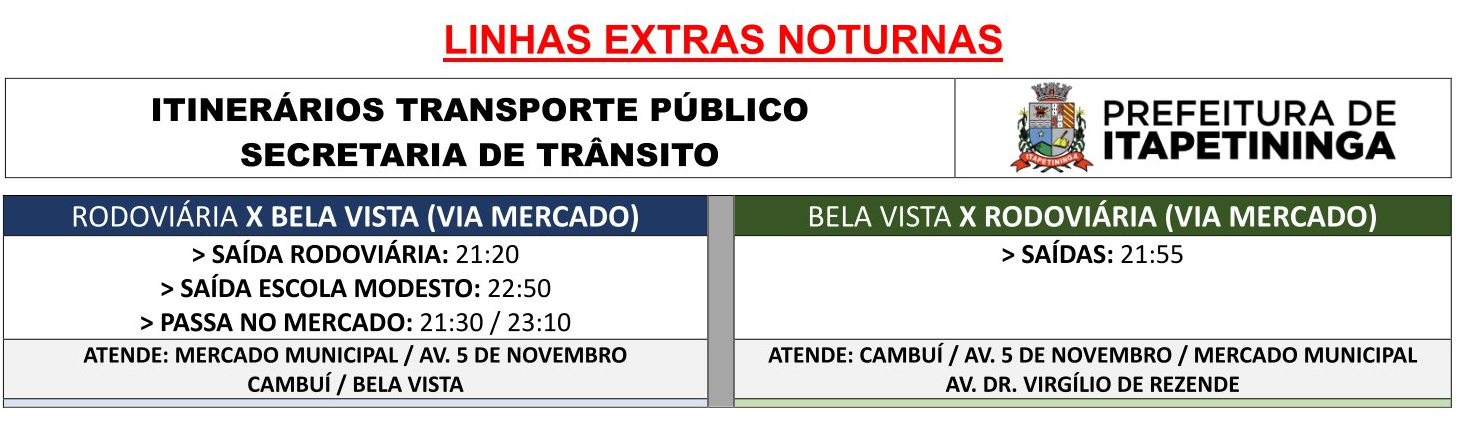 LINHAS EXTRAS NOTURNAS
ITINERÁRIOS TRANSPORTE PÚBLICO
SECRETARIA DE TRÂNSITO
ITAPETININGA
PREFEITURA DE
ITAPETININGA
RODOVIÁRIA X BELA VISTA (VIA MERCADO)
> SAÍDA RODOVIÁRIA: 21:20
> SAÍDA ESCOLA MODESTO: 22:50
> PASSA NO MERCADO: 21:30 / 23:10
ATENDE: MERCADO MUNICIPAL / AV. 5 DE NOVEMBRO
CAMBUÍ / BELA VISTA
BELA VISTA X RODOVIÁRIA (VIA MERCADO)
> SAÍDAS: 21:55
ATENDE: CAMBUÍ / AV. 5 DE NOVEMBRO / MERCADO MUNICIPAL
AV. DR. VIRGÍLIO DE REZENDE